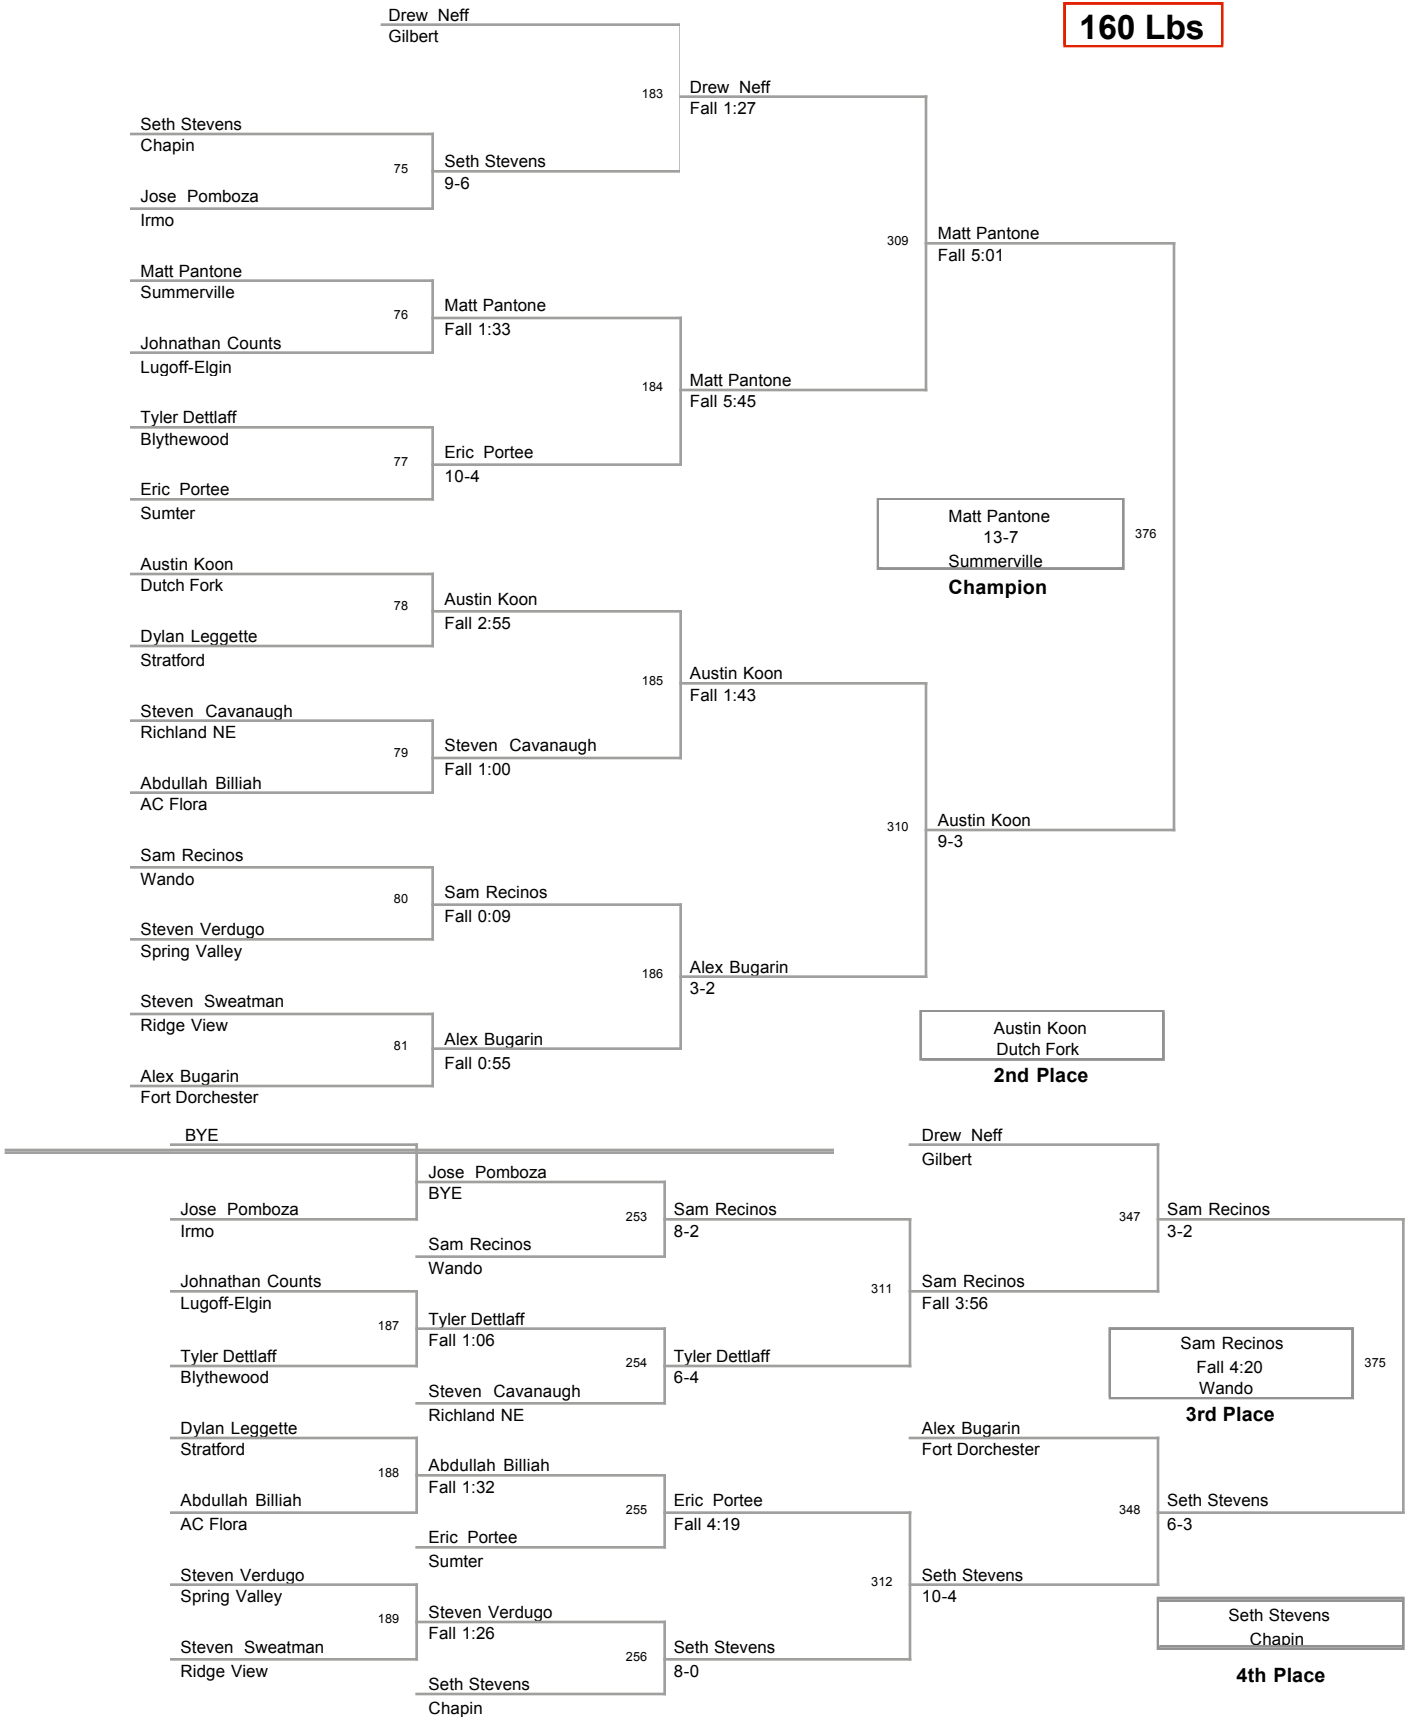 160 Lbs
Drew Neff
Gilbert
183
Drew Neff
Fall 1:27
Seth Stevens
Chapin
75
Seth Stevens
9-6
Jose Pomboza
Irmo
309
Matt Pantone
Fall 5:01
Matt Pantone
Summerville
76
Matt Pantone
Fall 1:33
Johnathan Counts
Lugoff-Elgin
184
Matt Pantone
Fall 5:45
Tyler Dettlaff
Blythewood
77
Eric Portee
10-4
Eric Portee
Sumter
Matt Pantone
13-7
Summerville
376
Champion
Austin Koon
Dutch Fork
78
Austin Koon
Fall 2:55
Dylan Leggette
Stratford
185
Austin Koon
Fall 1:43
Steven Cavanaugh
Richland NE
79
Steven Cavanaugh
Fall 1:00
Abdullah Billiah
AC Flora
310
Austin Koon
9-3
Sam Recinos
Wando
80
Sam Recinos
Fall 0:09
Steven Verdugo
Spring Valley
186
Alex Bugarin
3-2
Steven Sweatman
Ridge View
81
Alex Bugarin
Fall 0:55
Alex Bugarin
Fort Dorchester
Austin Koon
Dutch Fork
2nd Place
BYE
Jose Pomboza
BYE
Jose Pomboza
Irmo
253
Sam Recinos
8-2
Sam Recinos
Wando
Drew Neff
Gilbert
347
Sam Recinos
3-2
Johnathan Counts
Lugoff-Elgin
187
Tyler Dettlaff
Fall 1:06
Tyler Dettlaff
Blythewood
311
Sam Recinos
Fall 3:56
254
Tyler Dettlaff
6-4
Steven Cavanaugh
Richland NE
Sam Recinos
Fall 4:20
Wando
375
3rd Place
Dylan Leggette
Stratford
188
Abdullah Billiah
Fall 1:32
Abdullah Billiah
AC Flora
255
Eric Portee
Fall 4:19
Eric Portee
Sumter
Alex Bugarin
Fort Dorchester
348
Seth Stevens
6-3
Steven Verdugo
Spring Valley
189
Steven Verdugo
Fall 1:26
Steven Sweatman
Ridge View
312
Seth Stevens
10-4
256
Seth Stevens
8-0
Seth Stevens
Chapin
Seth Stevens
Chapin
4th Place